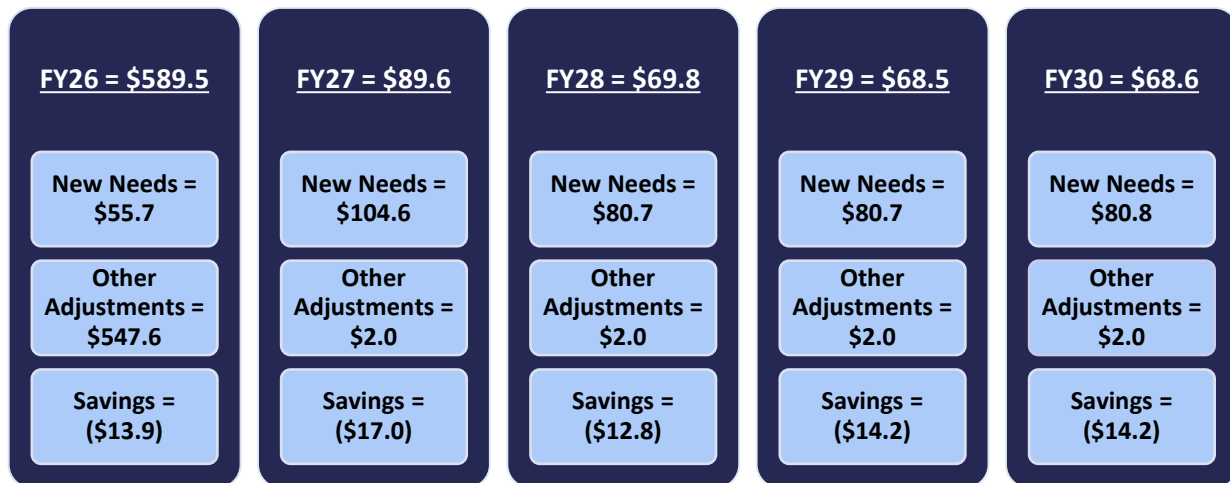 FY26 = $589.5
New Needs =
$55.7
Other
Adjustments =
$547.6
Savings =
($13.9)
FY27 = $89.6
New Needs =
$104.6
Other
Adjustments =
$2.0
Savings =
($17.0)
FY28 = $69.8
New Needs =
$80.7
Other
Adjustments =
$2.0
Savings =
($12.8)
FY29 = $68.5
New Needs =
$80.7
Other
Adjustments =
$2.0
Savings =
($14.2)
FY30 = $68.6
New Needs =
$80.8
Other
Adjustments =
$2.0
Savings =
($14.2)